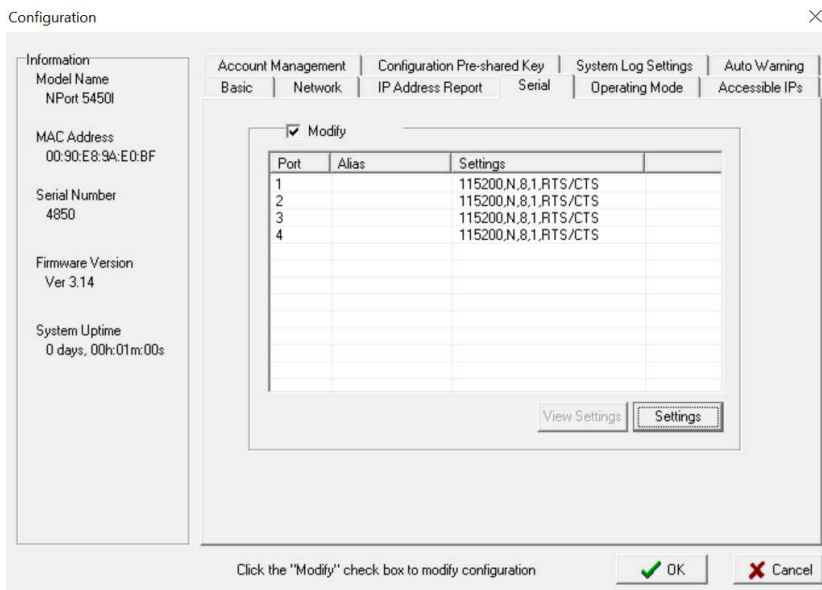 Configuration
Information
Model Name
NPort 5450I
MAC Address
00:90:E8:9A:E0:BF
Serial Number
4850
Firmware Version
Ver 3.14
System Uptime
0 days, 00h:01m:00s
Account Management Configuration Pre-shared Key System Log Settings Auto Warning
Basic Network IP Address Report Serial Operating Mode Accessible IPs
Modify
Port Alias Settings
1 115200,N,8,1,RTS/CTS
2 115200,N,8,1,RTS/CTS
3 115200,N,8,1,RTS/CTS
4 115200,N,8,1,RTS/CTS
View Settings Settings
Click the "Modify" check box to modify configuration
OK Cancel